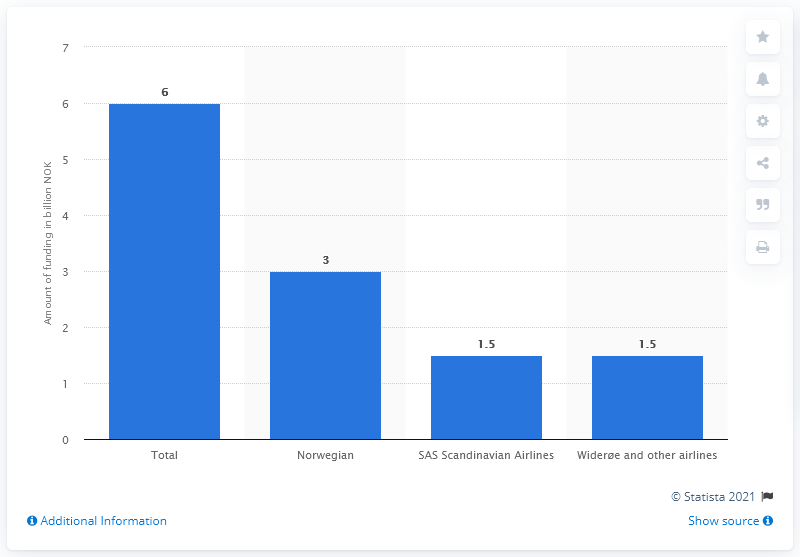 7
6
5
4
3
2
1
0
Amount of funding in billion NOK
6
3
1.5
1.5
Total
Norwegian
SAS Scandinavian Airlines
Widerøe and other airlines
© Statista 2021
Additional Information
Show source